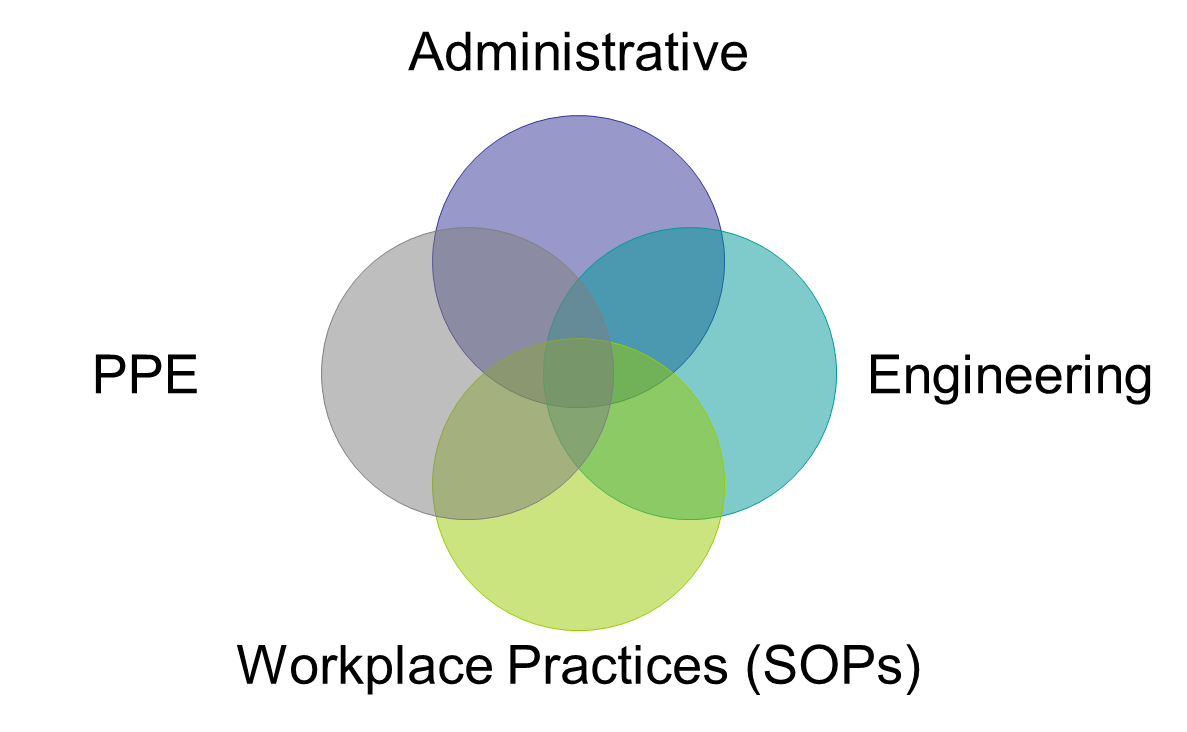 Administrative
PPE
Engineering
Workplace Practices (SOPs)